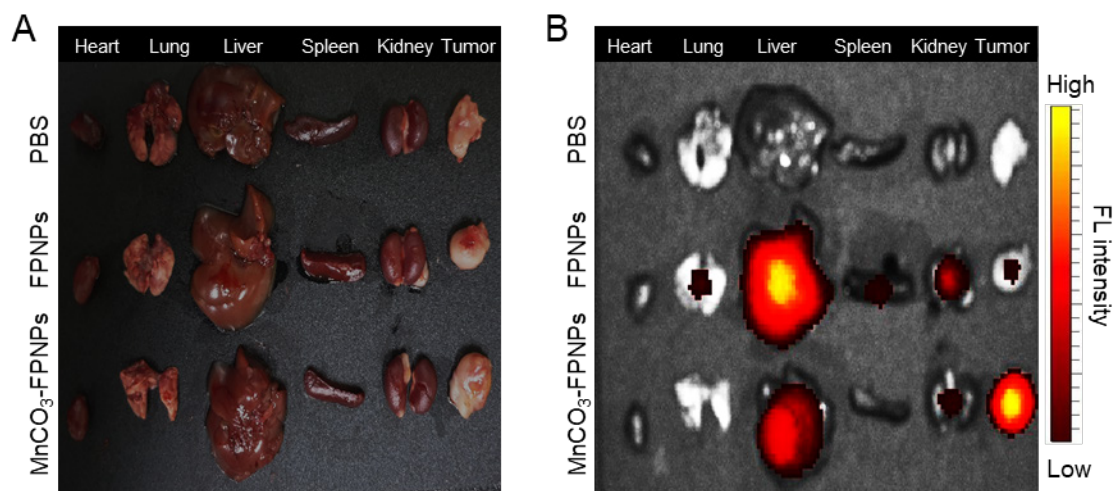 A
Heart Lung Liver Spleen Kidney Tumor
PBS
FPNPs
MnCO₃-FPNPs
B
Heart Lung Liver Spleen Kidney Tumor
PBS
FPNPs
MnCO₃-FPNPs
High
FL intensity
Low